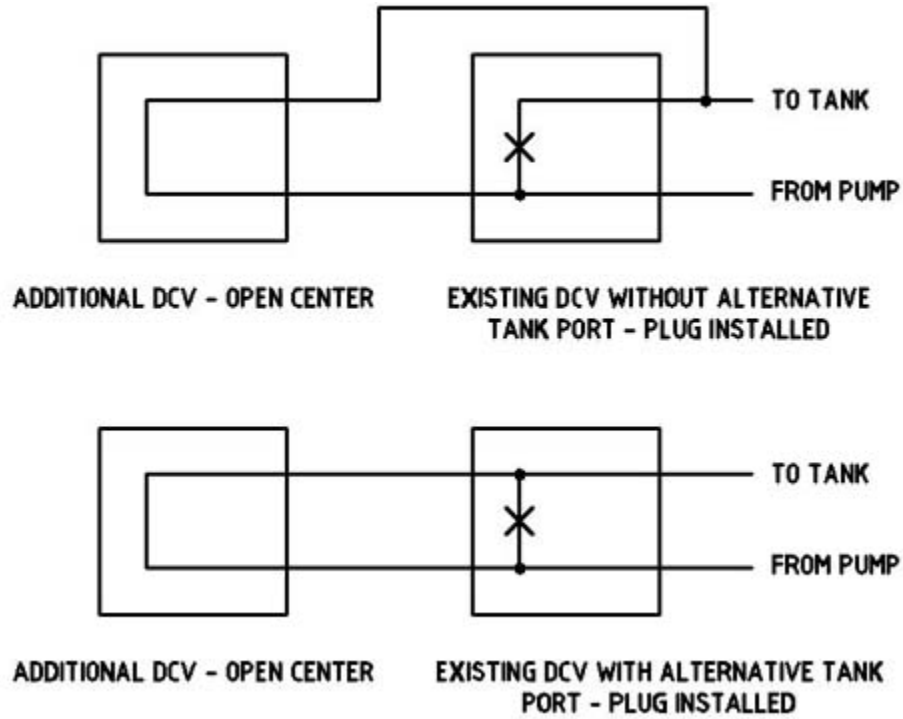 TO TANK
FROM PUMP
ADDITIONAL DCV - OPEN CENTER
EXISTING DCV WITHOUT ALTERNATIVE
TANK PORT - PLUG INSTALLED
TO TANK
FROM PUMP
ADDITIONAL DCV - OPEN CENTER
EXISTING DCV WITH ALTERNATIVE TANK
PORT - PLUG INSTALLED